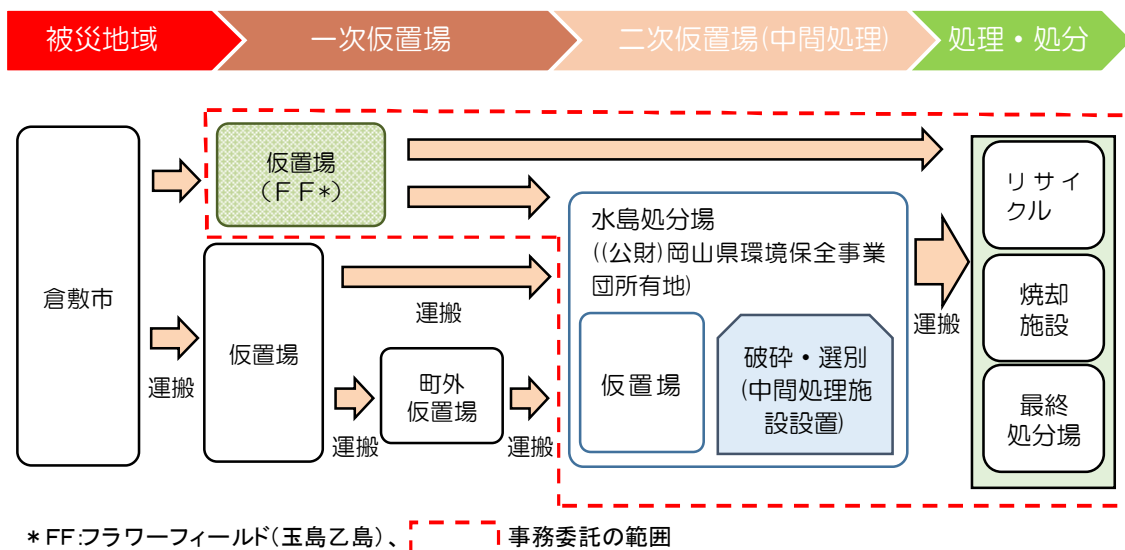 被災地域
一次仮置場
二次仮置場(中間処理)
処理・処分
倉敷市
仮置場
(ＦＦ*)
運搬
仮置場
運搬
運搬
町外
仮置場
運搬
水島処分場
((公財)岡山県環境保全事業
団所有地)
仮置場
破砕・選別
(中間処理施
設設置)
運搬
リサイ
クル
焼却
施設
最終
処分場
*FF:フラワーフィールド(玉島乙島)、 事務委託の範囲